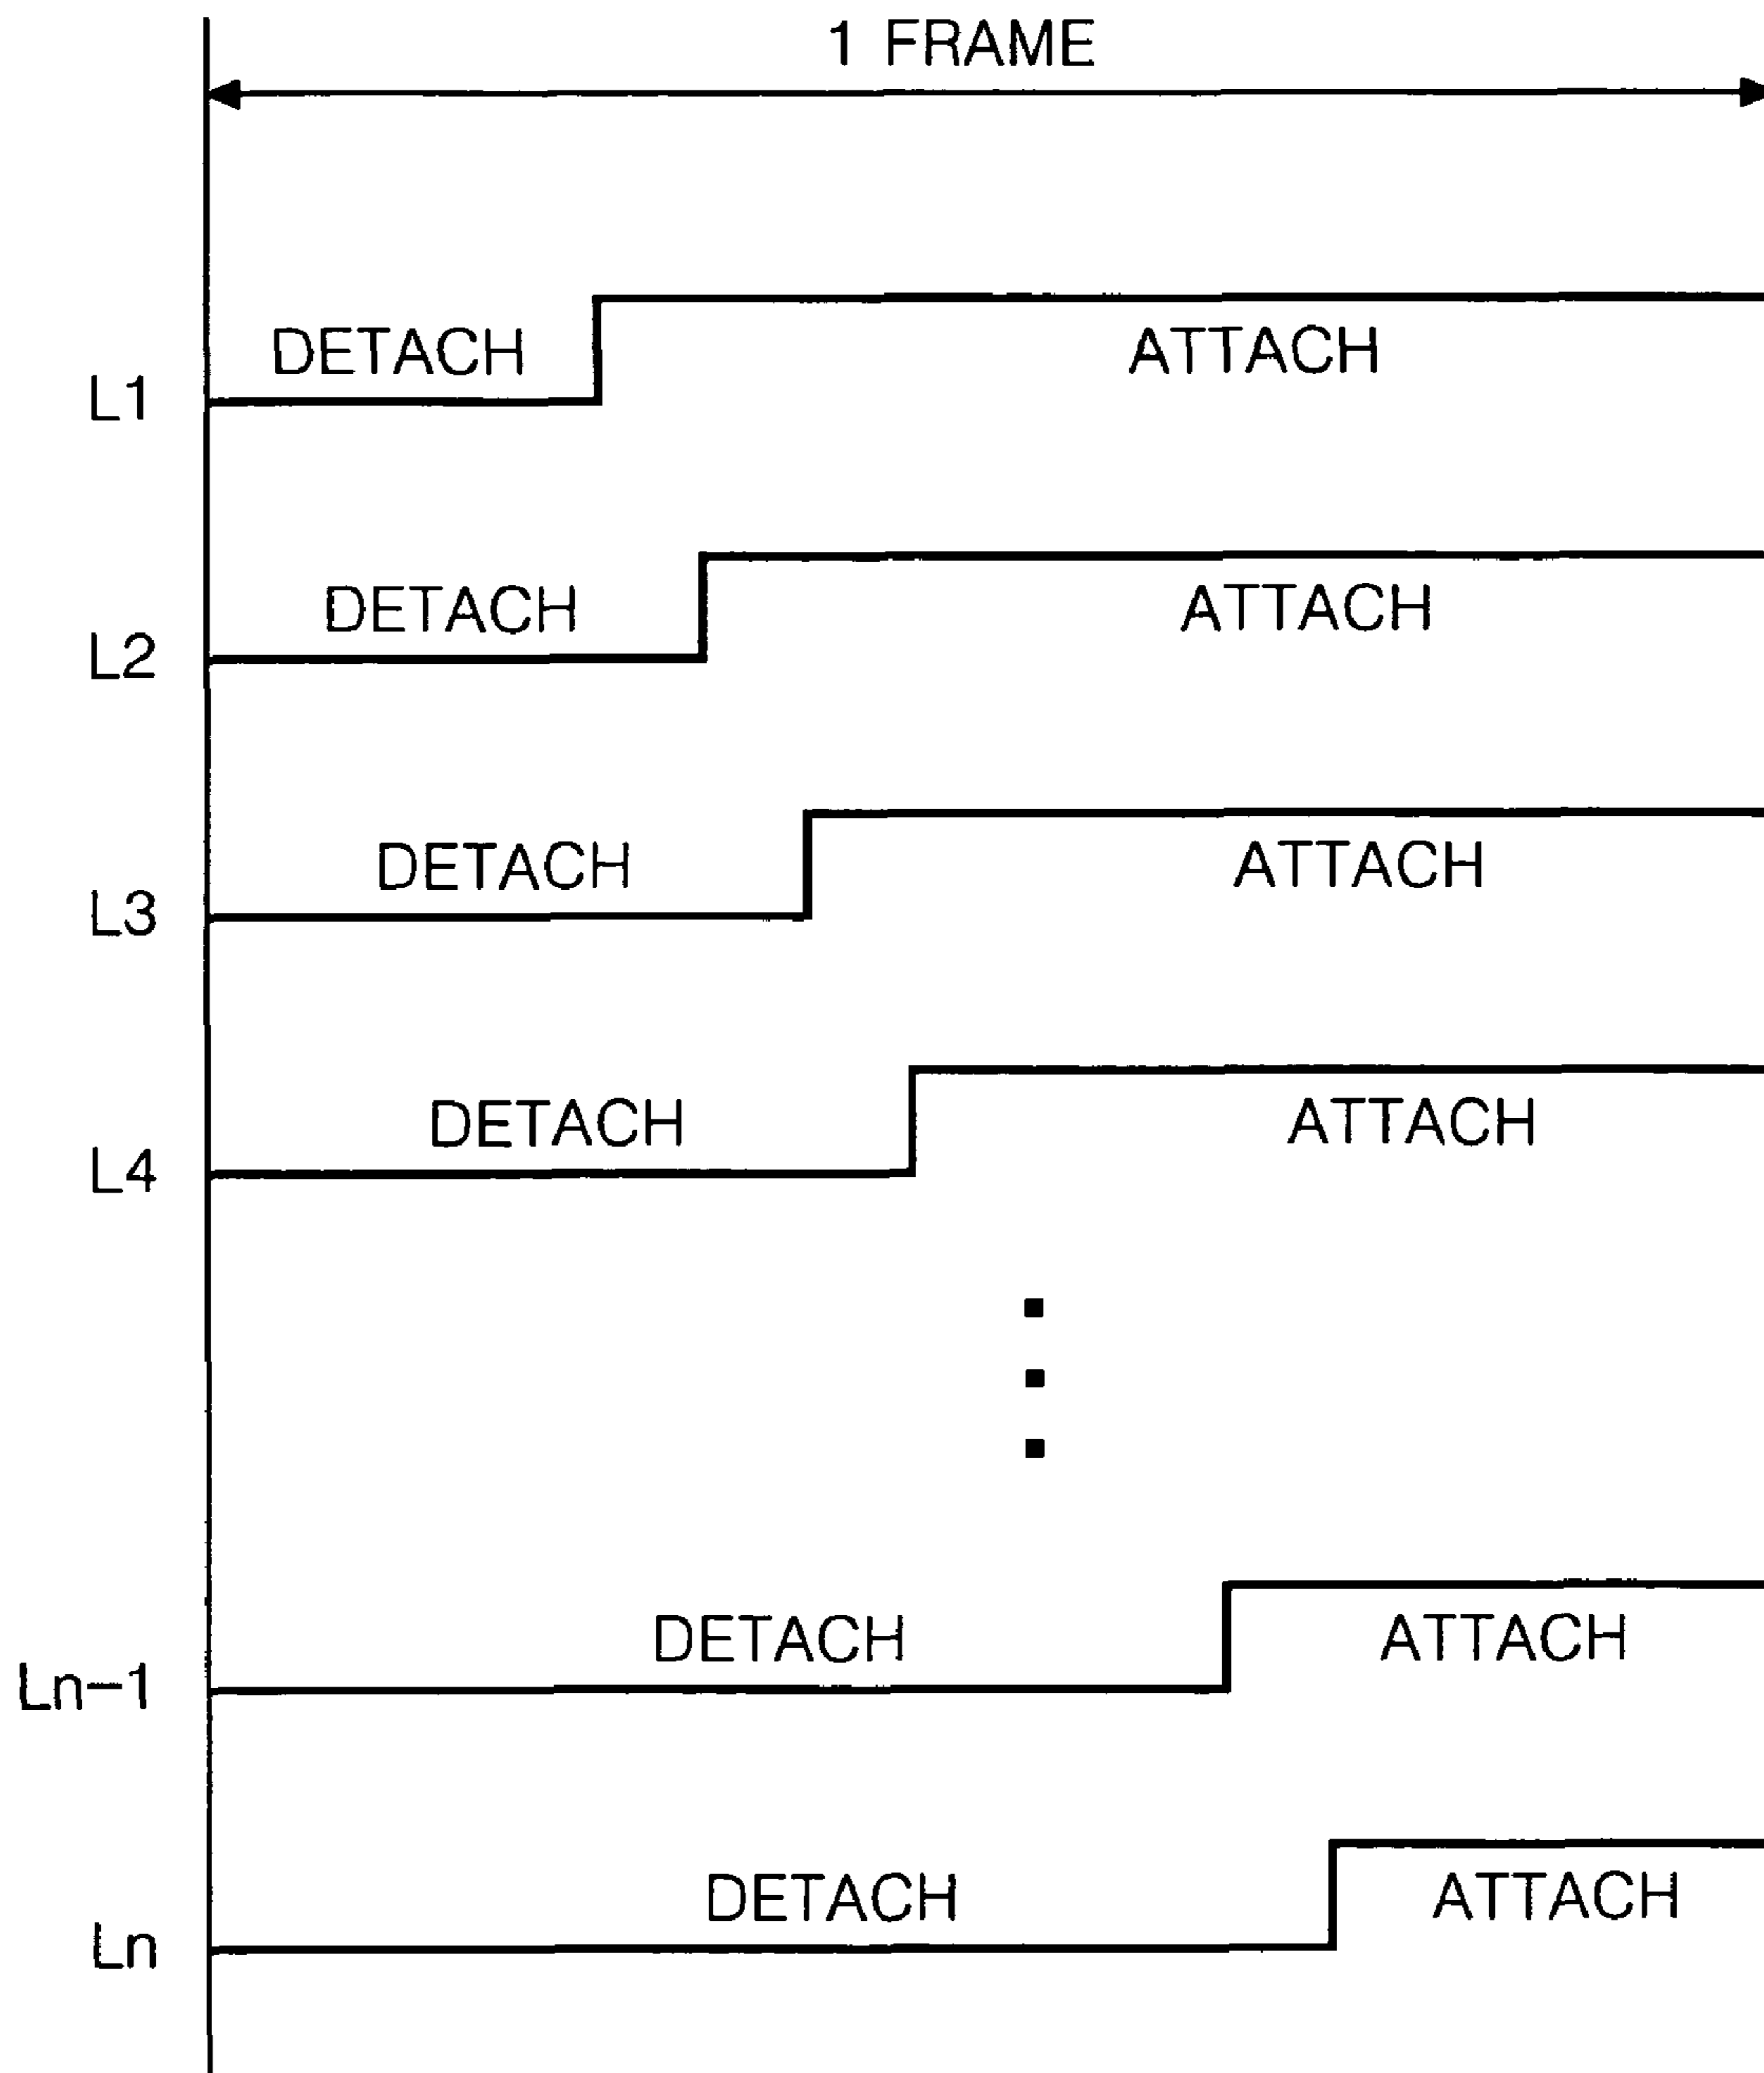 1 FRAME
DETACH ATTACH
L1
DETACH ATTACH
L2
DETACH ATTACH
L3
DETACH ATTACH
L4
DETACH ATTACH
Ln-1
DETACH ATTACH
Ln